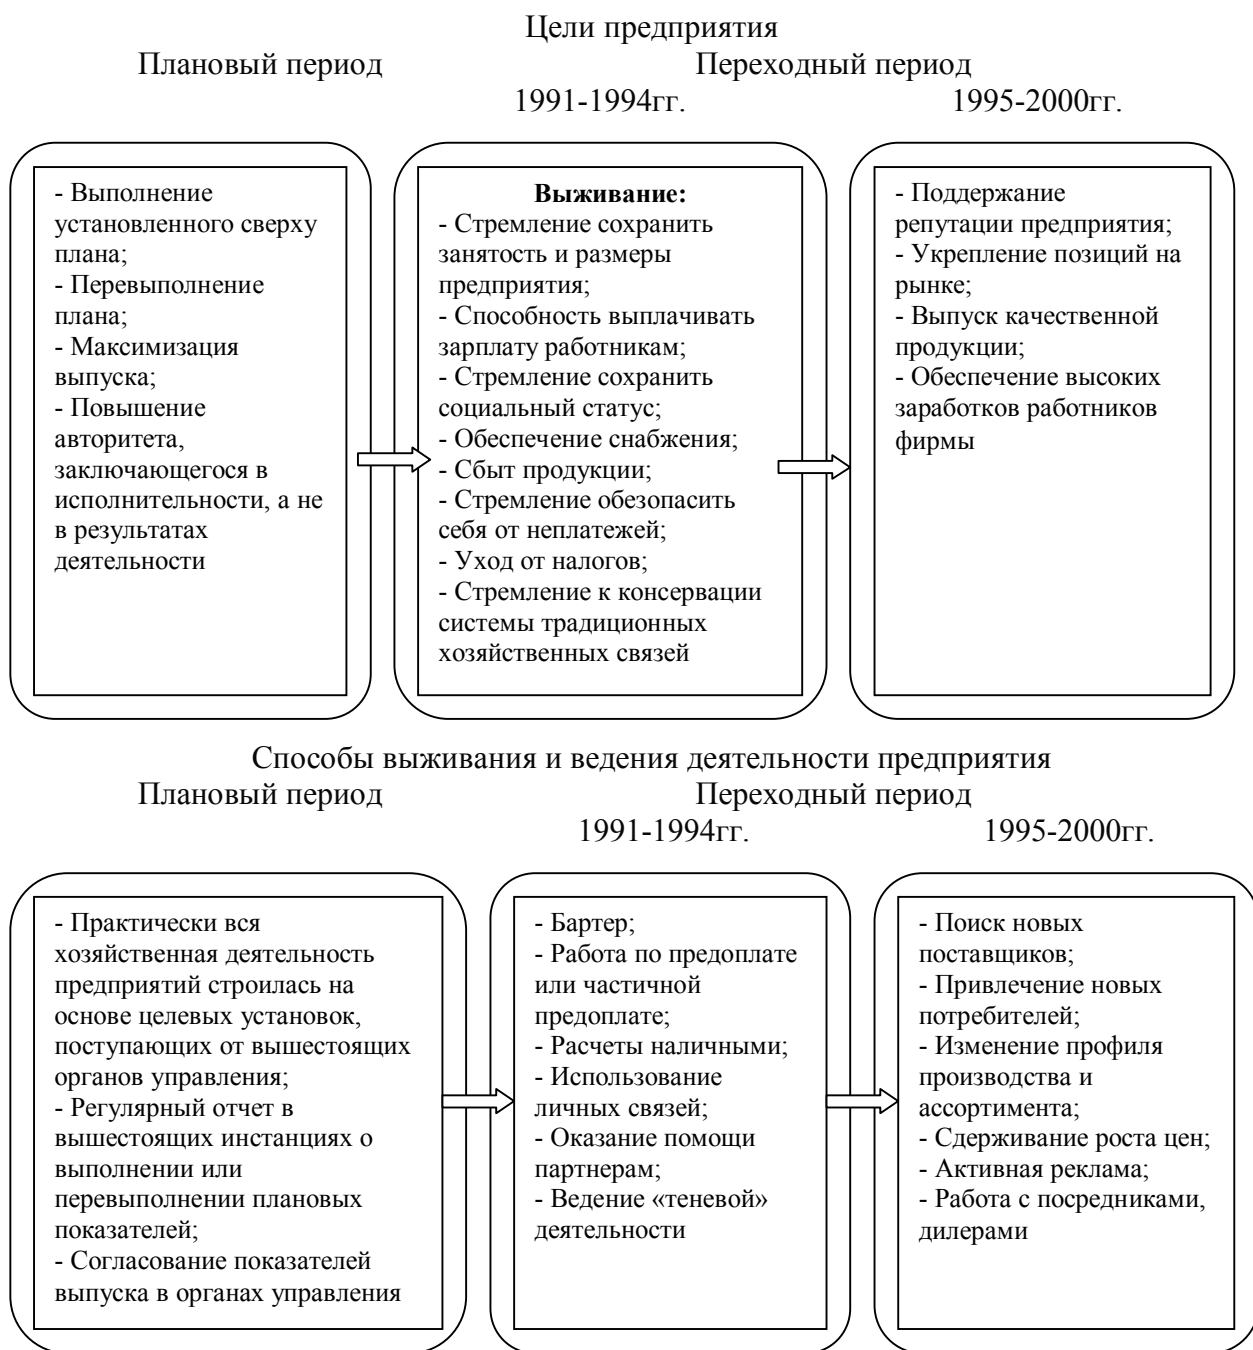 Цели предприятия
Плановый период Переходный период
1991-1994гг. 1995-2000гг.
- Выполнение
установленного сверху
плана;
- Перевыполнение
плана;
- Максимизация
выпуска;
- Повышение
авторитета,
заключающегося в
исполнительности, а не
в результатах
деятельности
Выживание:
- Стремление сохранить
занятость и размеры
предприятия;
- Способность выплачивать
зарплату работникам;
- Стремление сохранить
социальный статус;
- Обеспечение снабжения;
- Сбыт продукции;
- Стремление обезопасить
себя от неплатежей;
- Уход от налогов;
- Стремление к консервации
системы традиционных
хозяйственных связей
- Поддержание
репутации предприятия;
- Укрепление позиций на
рынке;
- Выпуск качественной
продукции;
- Обеспечение высоких
заработков работников
фирмы
Способы выживания и ведения деятельности предприятия
Плановый период Переходный период
1991-1994гг. 1995-2000гг.
- Практически вся
хозяйственная деятельность
предприятий строилась на
основе целевых установок,
поступающих от вышестоящих
органов управления;
- Регулярный отчет в
вышестоящих инстанциях о
выполнении или
перевыполнении плановых
показателей;
- Согласование показателей
выпуска в органах управления
- Бартер;
- Работа по предоплате
или частичной
предоплате;
- Расчеты наличными;
- Использование
личных связей;
- Оказание помощи
партнерам;
- Ведение «теневой»
деятельности
- Поиск новых
поставщиков;
- Привлечение новых
потребителей;
- Изменение профиля
производства и
ассортимента;
- Сдерживание роста цен;
- Активная реклама;
- Работа с посредниками,
дилерами